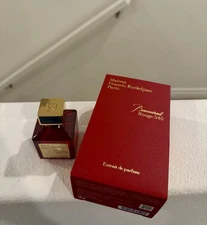 Maison
Francis Kurkdjian
Paris
Baccarat
Rouge 540
Extrait de parfum